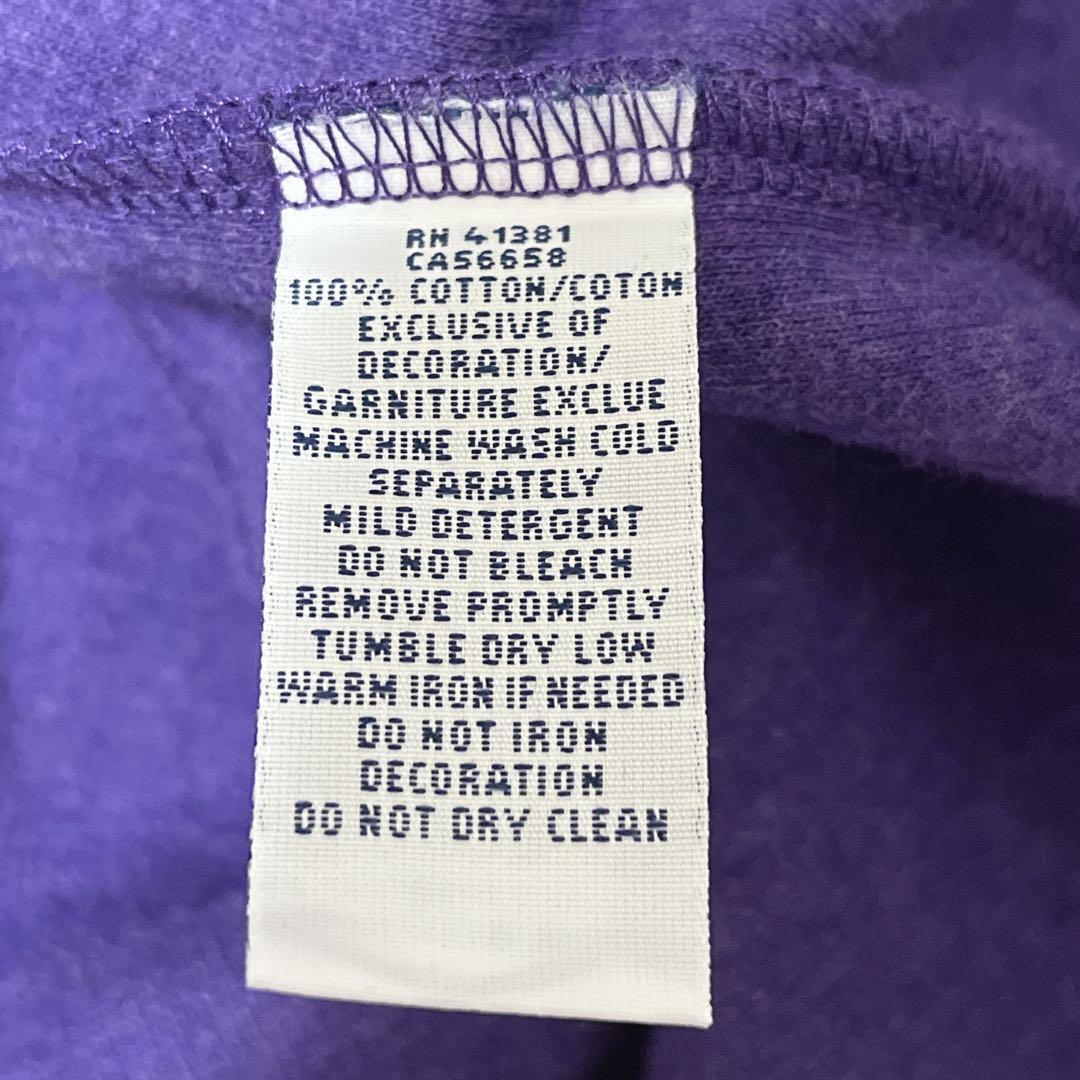 RN 41381
CA56658
100% COTTON/COTON
EXCLUSIVE OF
DECORATION/
GARNITURE EXCLUE
MACHINE WASH COLD
SEPARATELY
MILD DETERGENT
DO NOT BLEACH
REMOVE PROMPTLY
TUMBLE DRY LOW
WARM IRON IF NEEDED
DO NOT IRON
DECORATION
DO NOT DRY CLEAN